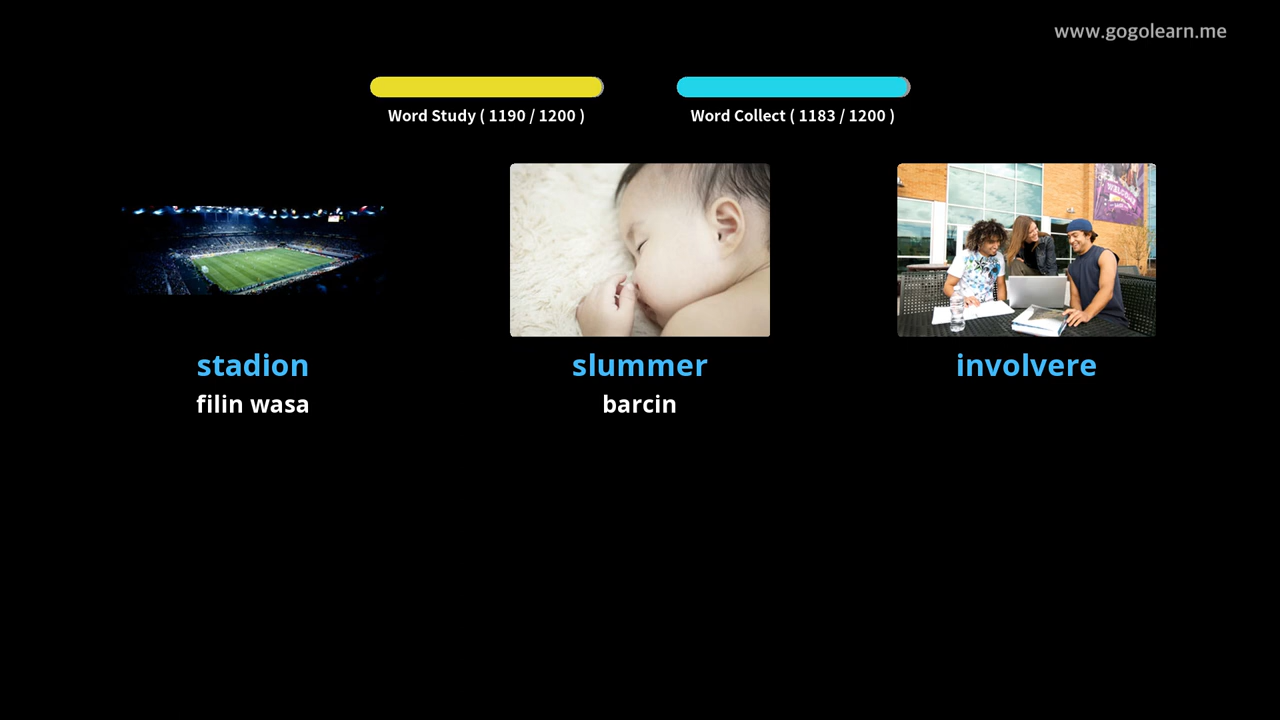 www.gogolearn.me
Word Study ( 1190 / 1200 )
Word Collect ( 1183 / 1200 )
stadion
slummer
involvere
filin wasa
barcin